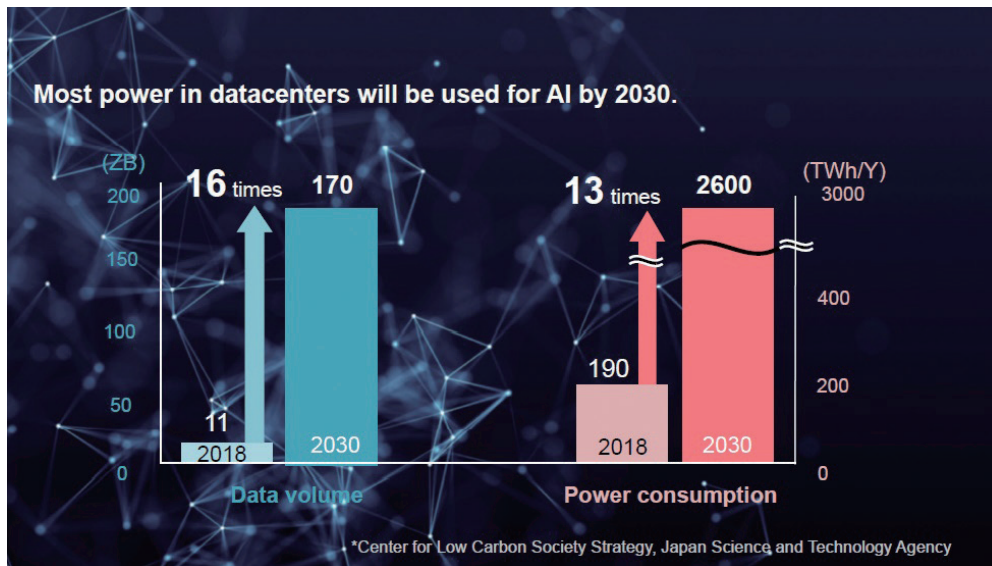 Most power in datacenters will be used for AI by 2030.
(ZB)
200
150
100
50
0
16 times
170
11
2018
2030
Data volume
13 times
2600
190
2018
2030
Power consumption
(TWh/Y)
3000
400
200
0
*Center for Low Carbon Society Strategy, Japan Science and Technology Agency